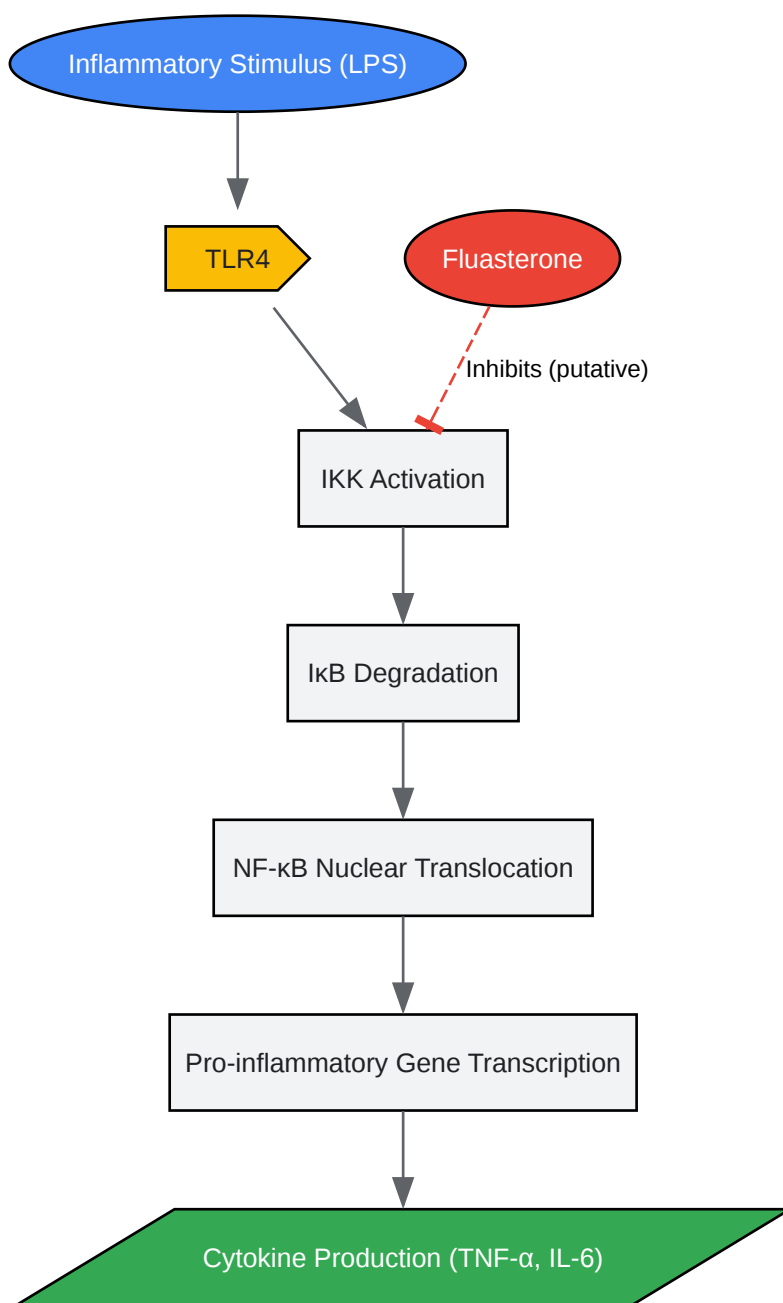 Inflammatory Stimulus (LPS)
TLR4
Fluasterone
Inhibits (putative)
IKK Activation
IκB Degradation
NF-κB Nuclear Translocation
Pro-inflammatory Gene Transcription
Cytokine Production (TNF-α, IL-6)